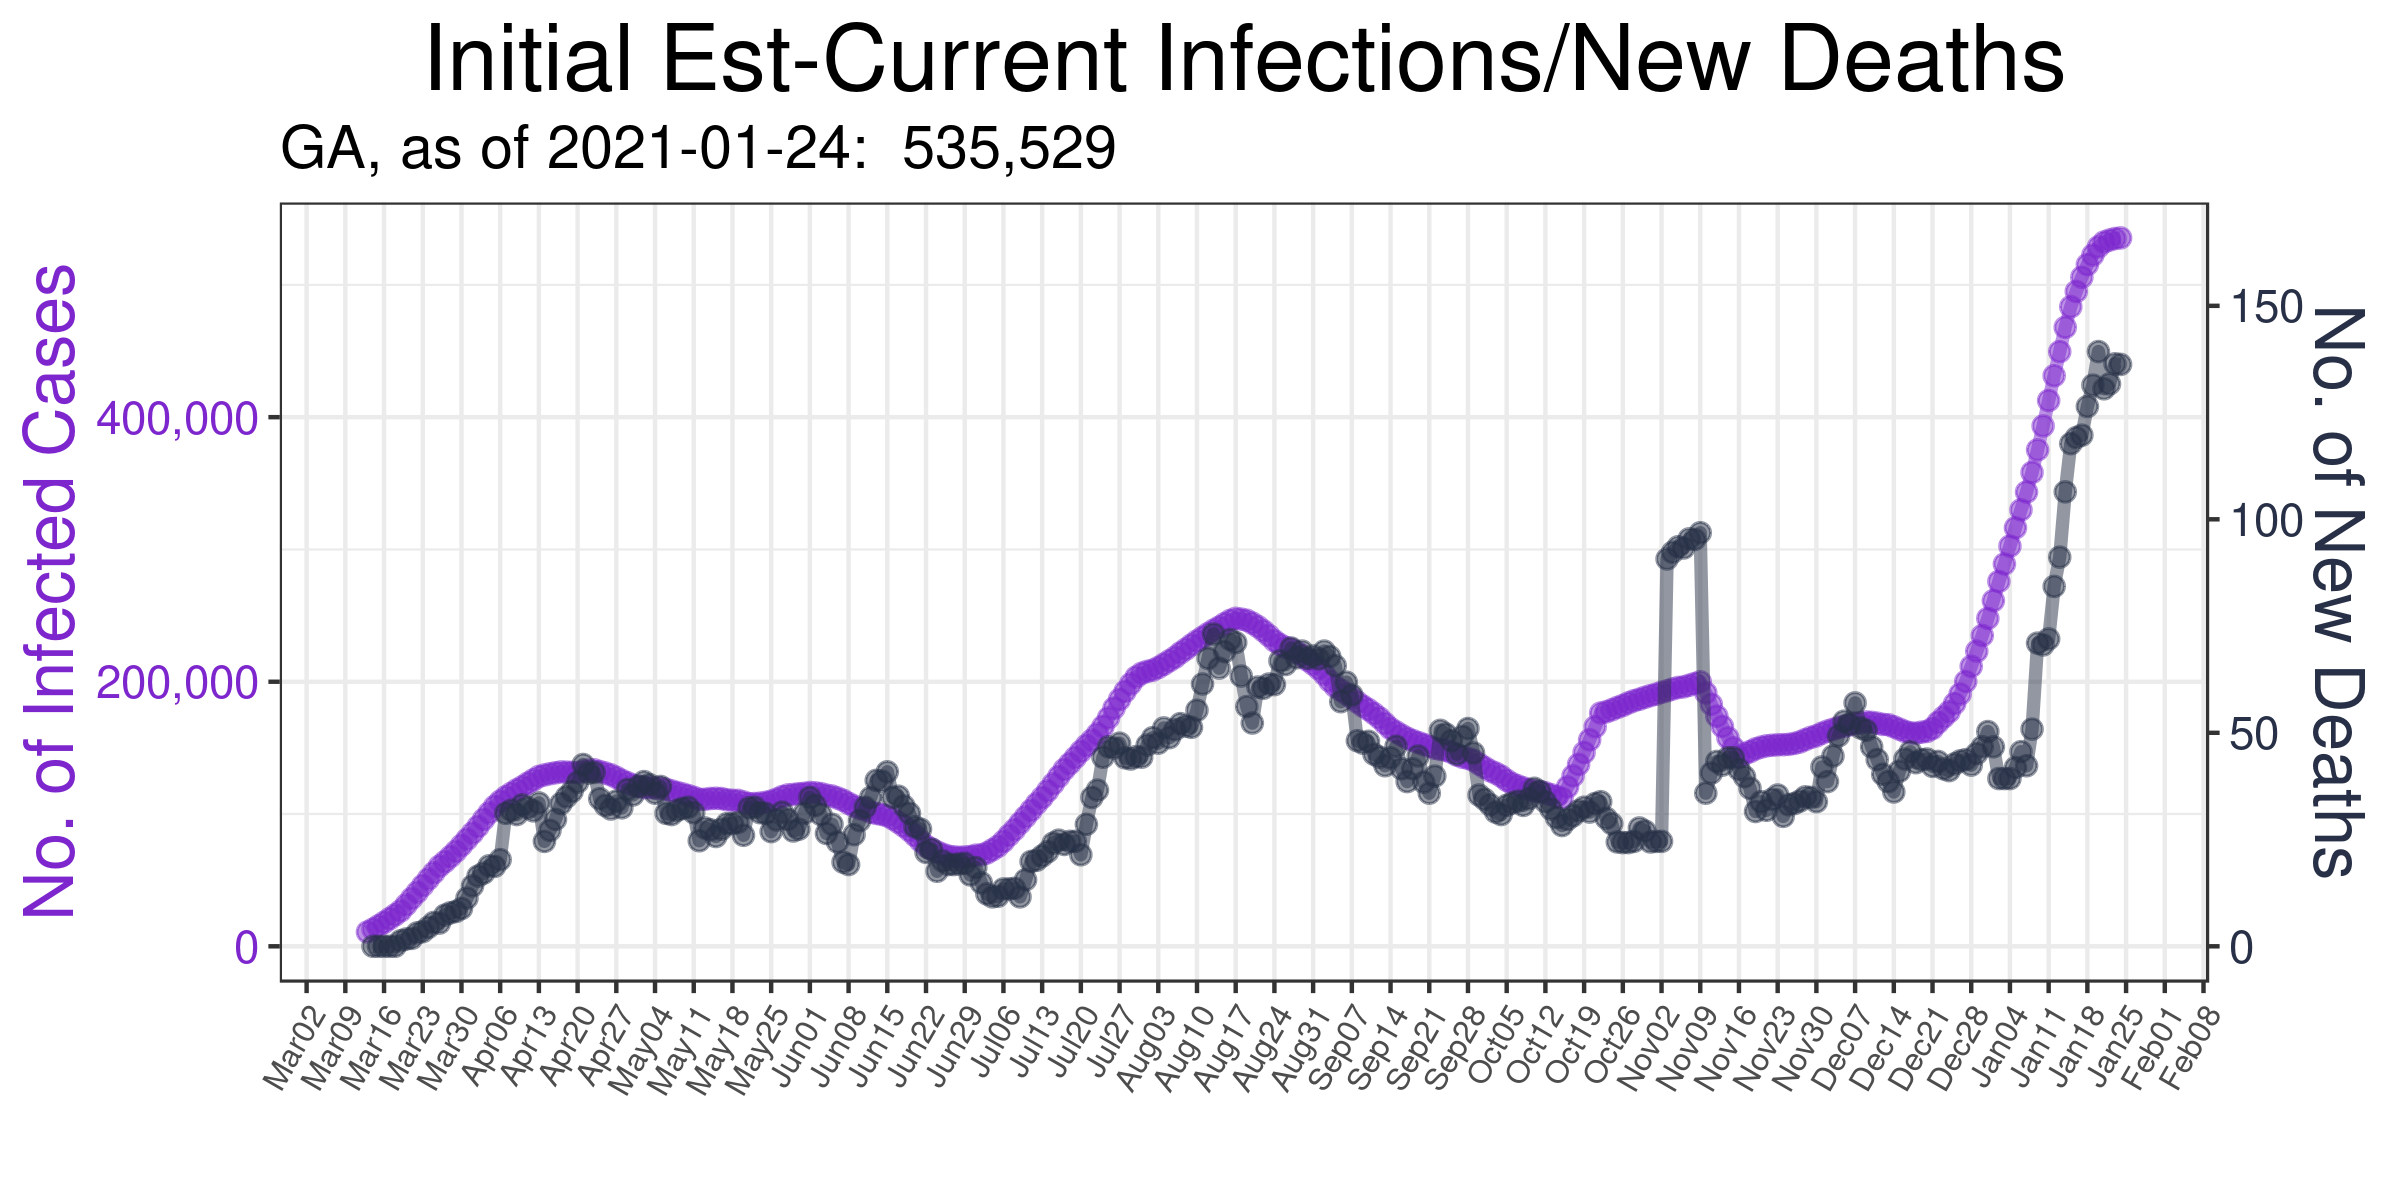 Initial Est-Current Infections/New Deaths
GA, as of 2021-01-24:  535,529
No. of Infected Cases
400,000
200,000
0
150
100
50
0
No. of New Deaths
Mar02
Mar09
Mar16
Mar23
Mar30
Apr06
Apr13
Apr20
Apr27
May04
May11
May18
May25
Jun01
Jun08
Jun15
Jun22
Jun29
Jul06
Jul13
Jul20
Jul27
Aug03
Aug10
Aug17
Aug24
Aug31
Sep07
Sep14
Sep21
Sep28
Oct05
Oct12
Oct19
Oct26
Nov02
Nov09
Nov16
Nov23
Nov30
Dec07
Dec14
Dec21
Dec28
Jan04
Jan11
Jan18
Jan25
Feb01
Feb08